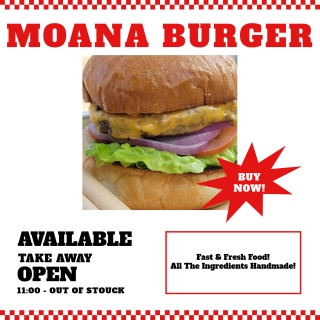 MOANA BURGER
BUY
NOW!
AVAILABLE
TAKE AWAY
OPEN
11:00 - OUT OF STOUCK
Fast & Fresh Food!
All The Ingredients Handmade!